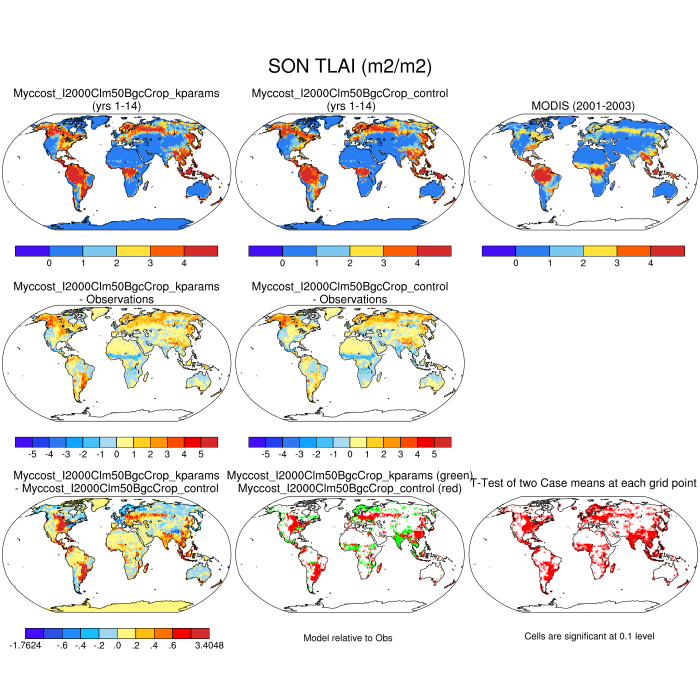 SON TLAI (m2/m2)
Myccost_I2000Clm50BgcCrop_kparams
(yrs 1-14)
Myccost_I2000Clm50BgcCrop_control
(yrs 1-14)
MODIS (2001-2003)
0 1 2 3 4
0 1 2 3 4
0 1 2 3 4
Myccost_I2000Clm50BgcCrop_kparams
- Observations
Myccost_I2000Clm50BgcCrop_control
- Observations
-5 -4 -3 -2 -1 0 1 2 3 4 5
-5 -4 -3 -2 -1 0 1 2 3 4 5
Myccost_I2000Clm50BgcCrop_kparams
- Myccost_I2000Clm50BgcCrop_control
Myccost_I2000Clm50BgcCrop_kparams (green)
Myccost_I2000Clm50BgcCrop_control (red)
T-Test of two Case means at each grid point
-1.7624 -.6 -.4 -.2 .0 .2 .4 .6 3.4048
Model relative to Obs
Cells are significant at 0.1 level